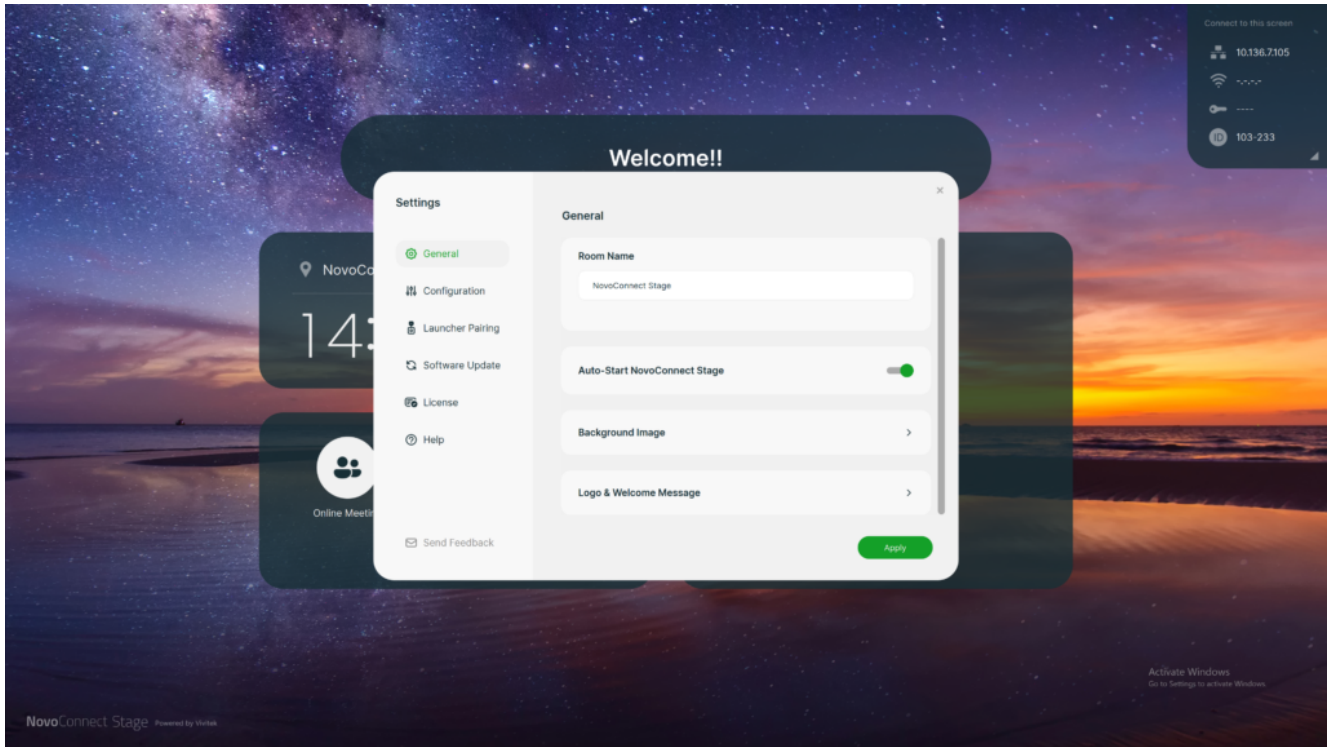 Connect to this screen
10.136.7.105
-.-.-.-
----
ID 103-233
Welcome!!
NovoCo
14:
Online Meetin
Settings
General
Configuration
Launcher Pairing
Software Update
License
Help
Send Feedback
×
General
Room Name
NovoConnect Stage
Auto-Start NovoConnect Stage
Background Image >
Logo & Welcome Message >
Apply
Activate Windows
Go to Settings to activate Windows.
NovoConnect Stage Powered by Vivitek